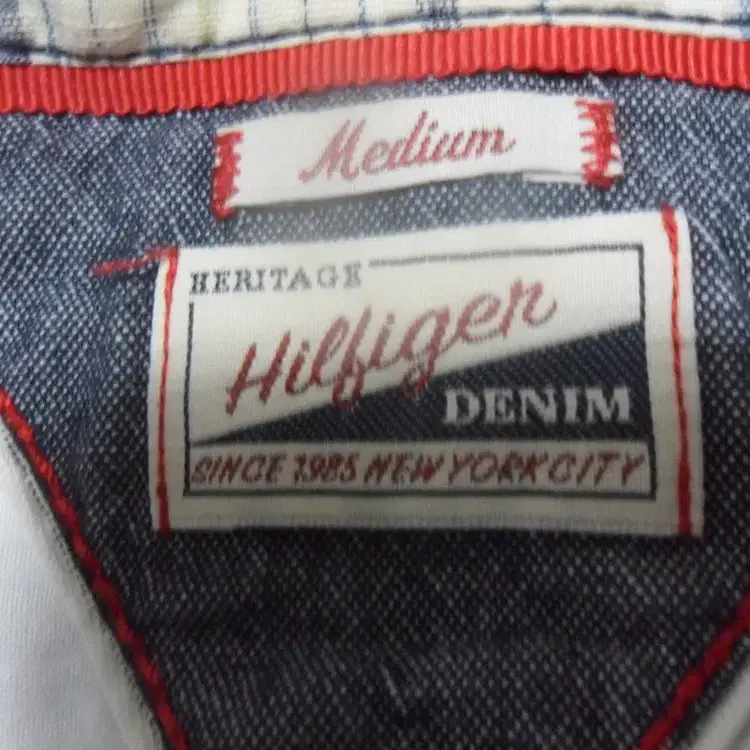 Medium
HERITAGE
Hilfiger
DENIM
SINCE 1985 NEW YORK CITY